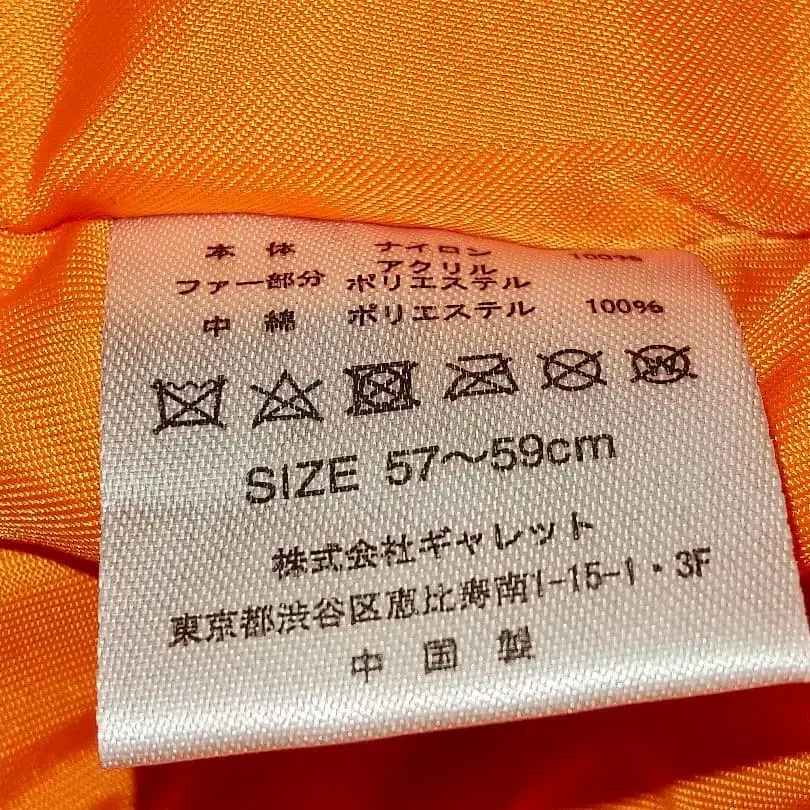 本体 ナイロン 100%
ファー部分 アクリル ポリエステル
中綿 ポリエステル 100%
W
SIZE 57～59cm
株式会社ギャレット
東京都渋谷区恵比寿南1-15-1・3F
中国製